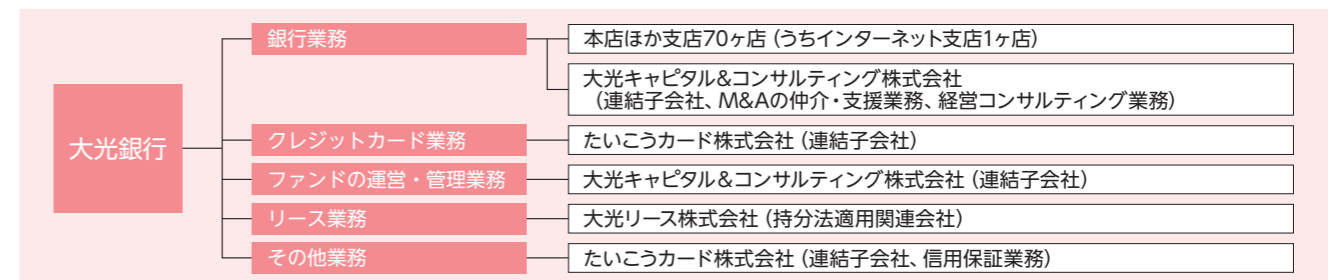 大光銀行
銀行業務
本店ほか支店70ヶ店（うちインターネット支店1ヶ店）
大光キャピタル&コンサルティング株式会社
（連結子会社、M&Aの仲介・支援業務、経営コンサルティング業務）
クレジットカード業務
たいこうカード株式会社（連結子会社）
ファンドの運営・管理業務
大光キャピタル&コンサルティング株式会社（連結子会社）
リース業務
大光リース株式会社（持分法適用関連会社）
その他業務
たいこうカード株式会社（連結子会社、信用保証業務）